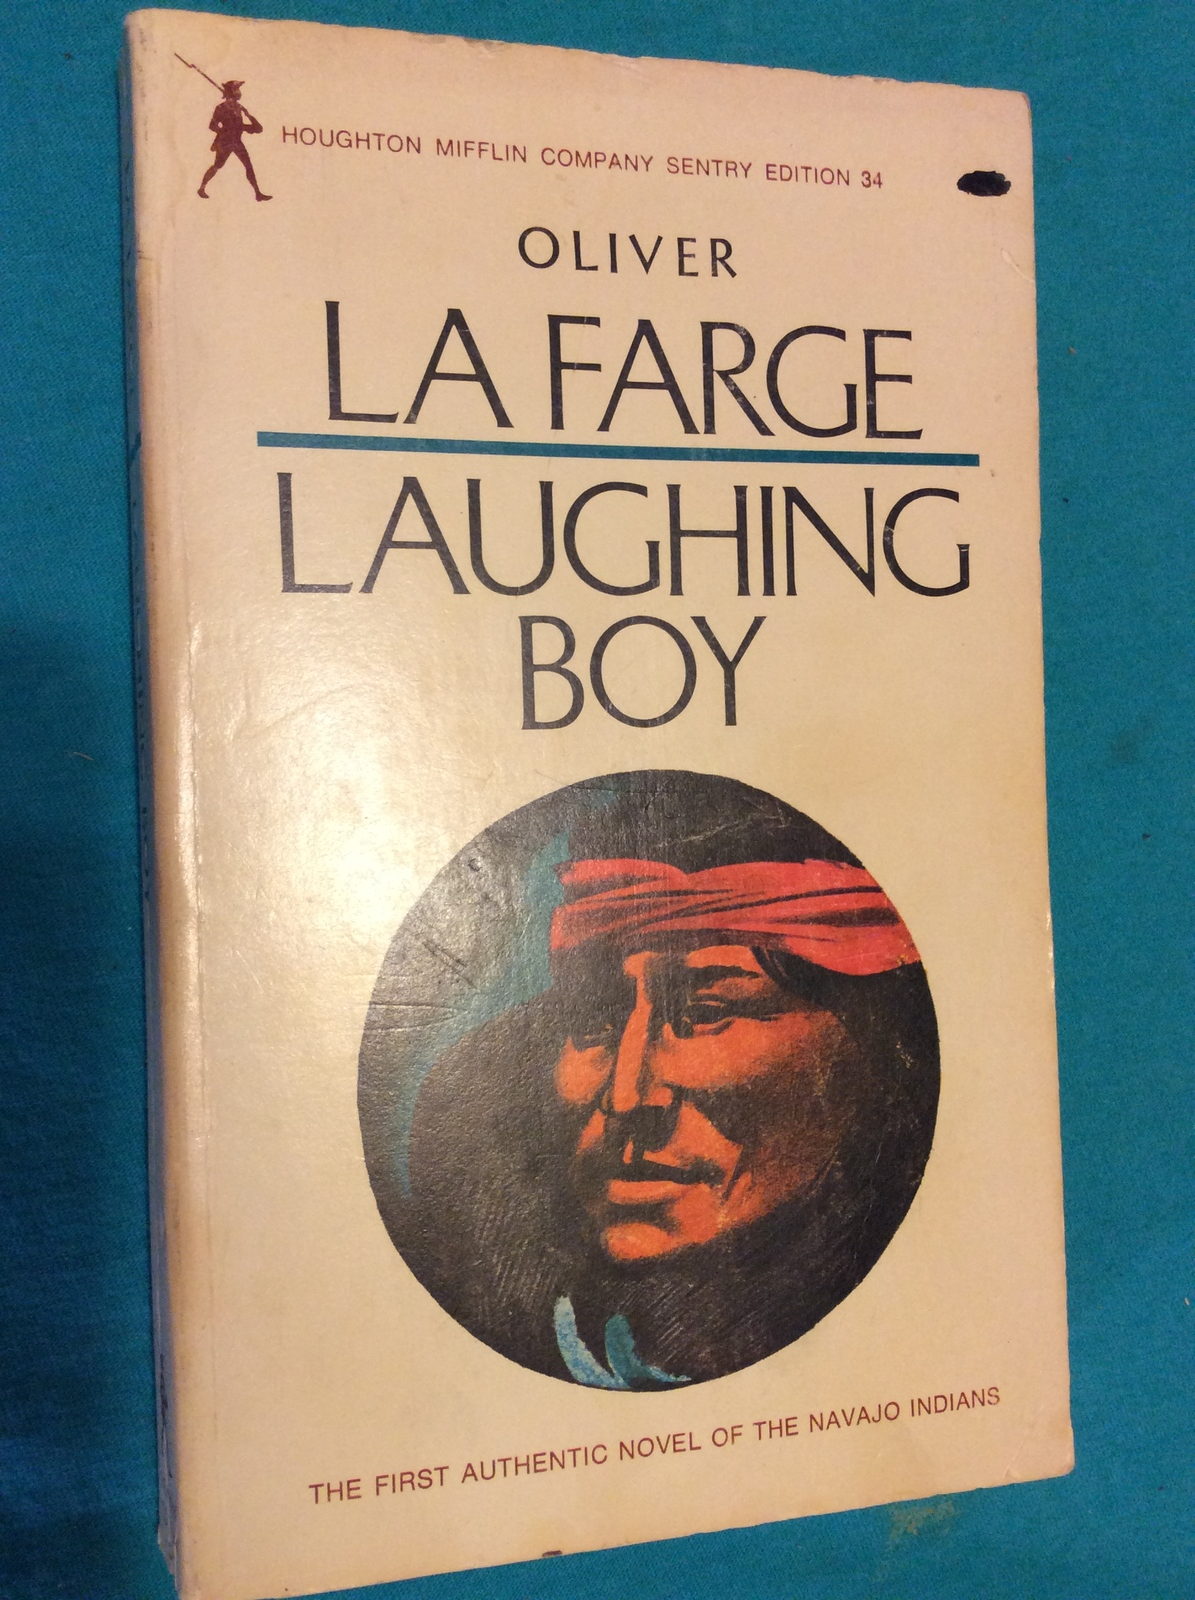 HOUGHTON MIFFLIN COMPANY SENTRY EDITION 34
OLIVER
LA FARGE
LAUGHING
BOY
THE FIRST AUTHENTIC NOVEL OF THE NAVAJO INDIANS